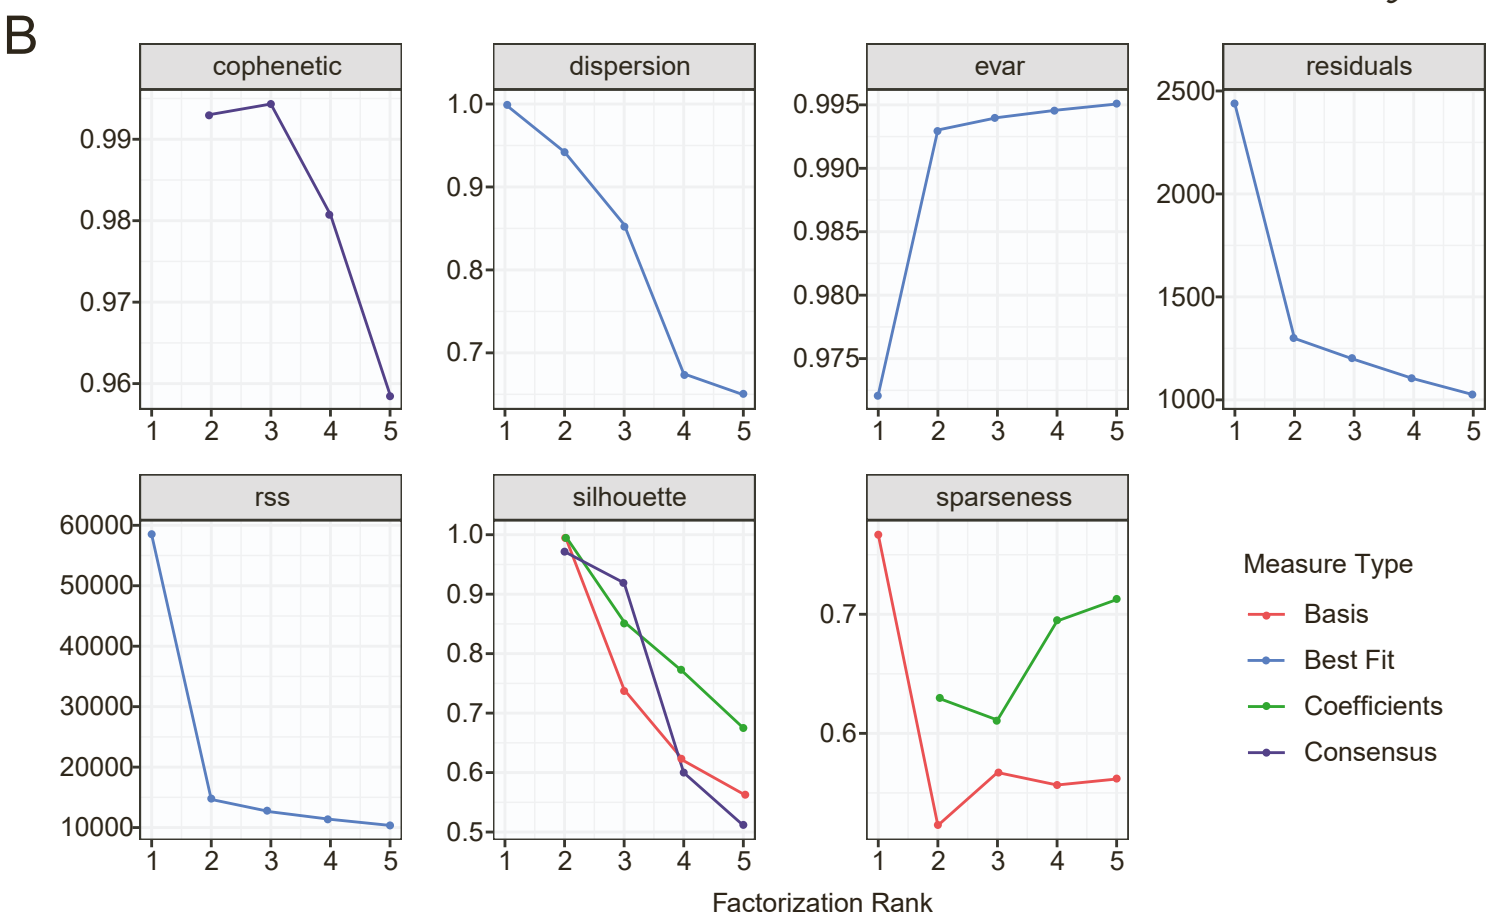 B
cophenetic
dispersion
evar
residuals
0.99
0.98
0.97
0.96
1 2 3 4 5
1.0
0.9
0.8
0.7
1 2 3 4 5
0.995
0.990
0.985
0.980
0.975
1 2 3 4 5
2500
2000
1500
1000
1 2 3 4 5
rss
silhouette
sparseness
60000
50000
40000
30000
20000
10000
1 2 3 4 5
1.0
0.9
0.8
0.7
0.6
0.5
1 2 3 4 5
0.7
0.6
1 2 3 4 5
Measure Type
Basis
Best Fit
Coefficients
Consensus
Factorization Rank